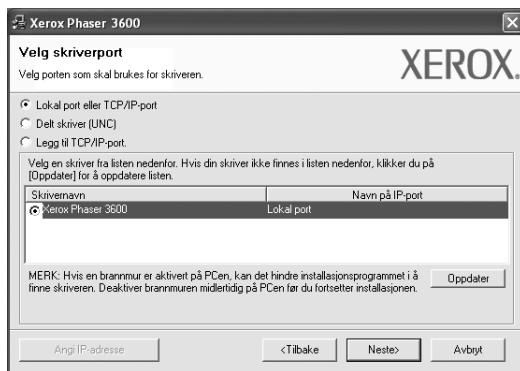 Xerox Phaser 3600
Velg skriverport
Velg porten som skal brukes for skriveren.
XEROX.
Lokal port eller TCP/IP-port
Delt skriver (UNC)
Legg til TCP/IP-port.
Velg en skriver fra listen nedenfor. Hvis din skriver ikke finnes i listen nedenfor, klikker du på
[Oppdater] for å oppdatere listen.
Skrivernavn Navn på IP-port
Xerox Phaser 3600 Lokal port
MERK: Hvis en brannmur er aktivert på PCen, kan det hindre installasjonsprogrammet i å
finne skriveren. Deaktiver brannmuren midlertidig på PCen før du fortsetter installasjonen.
Oppdater
Angi IP-adresse <Tilbake Neste> Avbryt